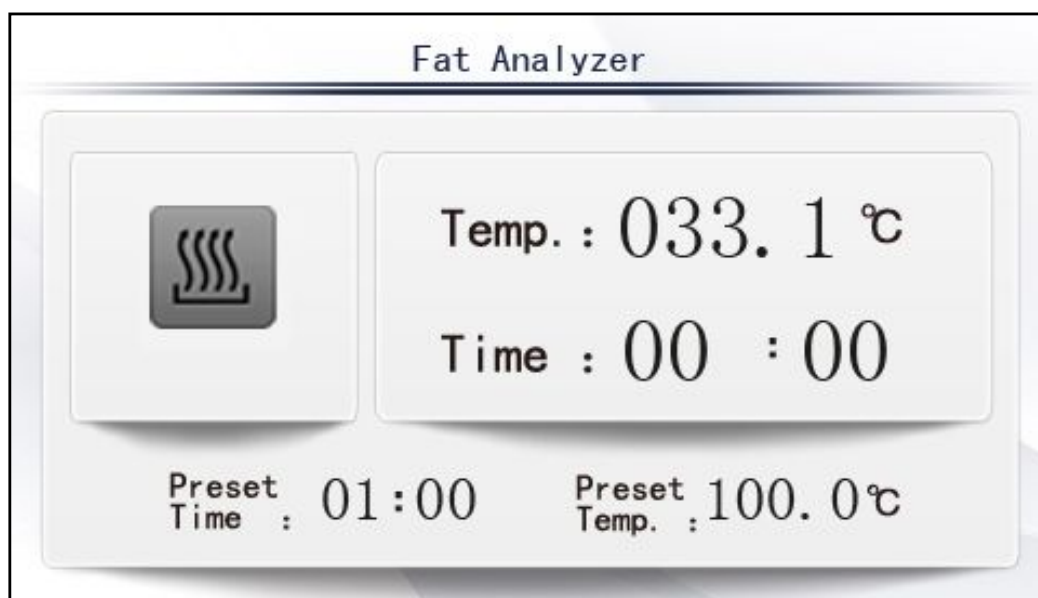 Fat Analyzer
Temp. : 033.1 ℃
Time : 00 : 00
Preset Time : 01:00
Preset Temp. : 100.0℃